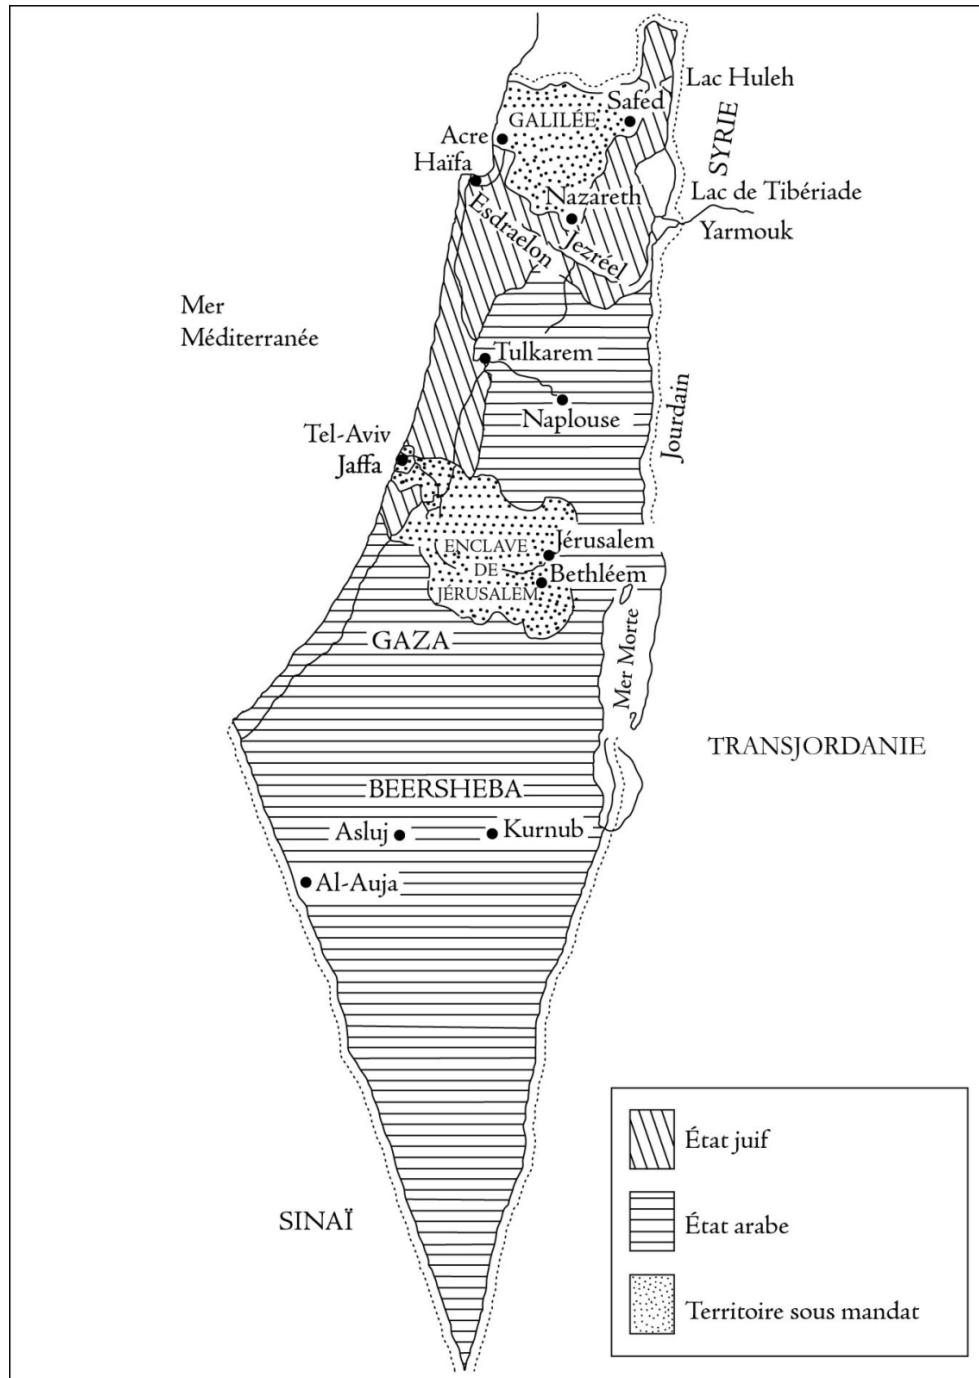 Lac Huleh
Safed
GALILÉE
SYRIE
Acre
Haïfa
Lac de Tibériade
Nazareth
Esdraelon
Jezréel
Yarmouk
Mer
Méditerranée
Tulkarem
Naplouse
Jourdain
Tel-Aviv
Jaffa
Jérusalem
ENCLAVE
DE
JÉRUSALEM
Bethléem
GAZA
Mer Morte
TRANSJORDANIE
BEERSHEBA
Asluj
Kurnub
Al-Auja
SINAÏ
État juif
État arabe
Territoire sous mandat